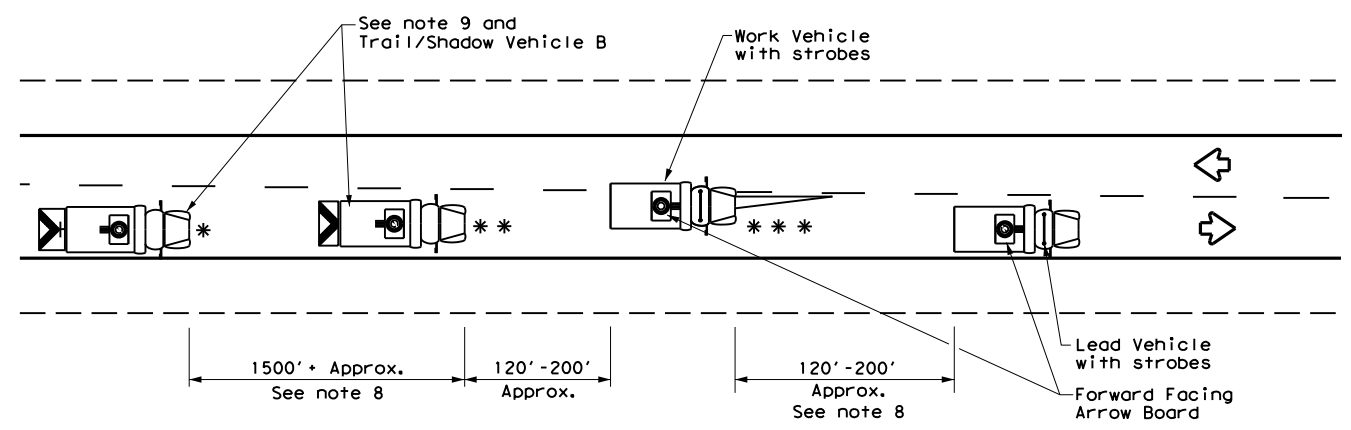 See note 9 and
Trail/Shadow Vehicle B
Work Vehicle
with strobes
*
* *
* * *
1500'+ Approx.
See note 8
120'-200'
Approx.
120'-200'
Approx.
See note 8
Lead Vehicle
with strobes
Forward Facing
Arrow Board